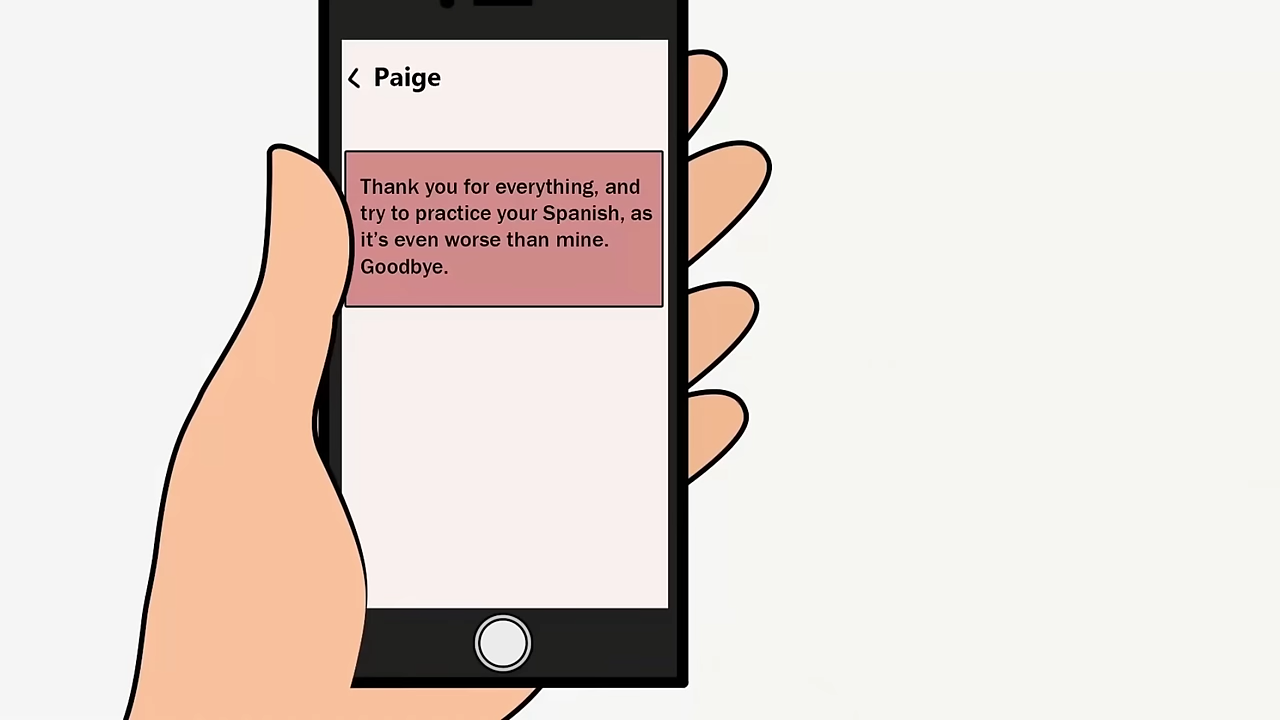 Paige
Thank you for everything, and
try to practice your Spanish, as
it's even worse than mine.
Goodbye.